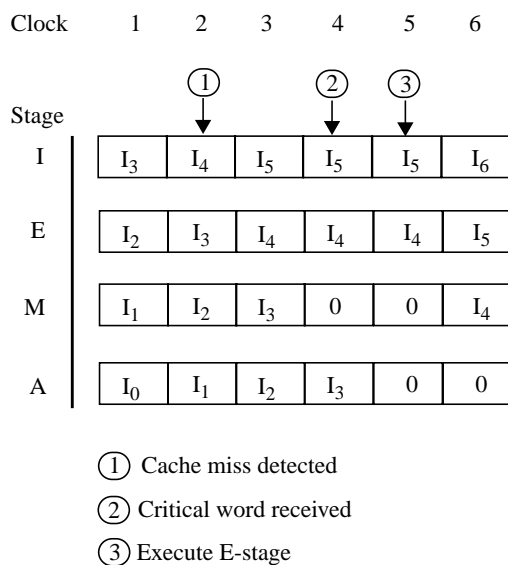 Clock 1 2 3 4 5 6
1 2 3
Stage
I I3 I4 I5 I5 I5 I6
E I2 I3 I4 I4 I4 I5
M I1 I2 I3 0 0 I4
A I0 I1 I2 I3 0 0
1 Cache miss detected
2 Critical word received
3 Execute E-stage